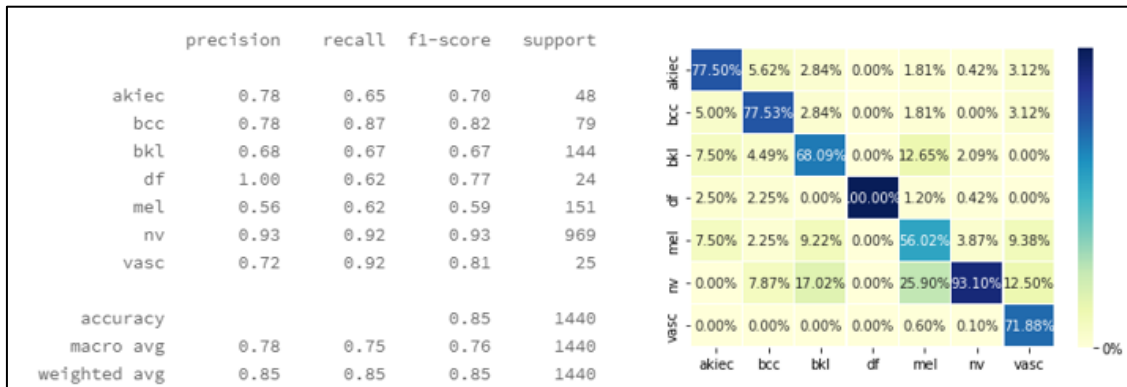 precision recall f1-score support
akiec 0.78 0.65 0.70 48
bcc 0.78 0.87 0.82 79
bkl 0.68 0.67 0.67 144
df 1.00 0.62 0.77 24
mel 0.56 0.62 0.59 151
nv 0.93 0.92 0.93 969
vasc 0.72 0.92 0.81 25
accuracy 0.85 1440
macro avg 0.78 0.75 0.76 1440
weighted avg 0.85 0.85 0.85 1440
akiec 77.50% 5.62% 2.84% 0.00% 1.81% 0.42% 3.12%
bcc 5.00% 77.53% 2.84% 0.00% 1.81% 0.00% 3.12%
bkl 7.50% 4.49% 68.09% 0.00% 12.65% 2.09% 0.00%
df 2.50% 2.25% 0.00% 100.00% 1.20% 0.42% 0.00%
mel 7.50% 2.25% 9.22% 0.00% 56.02% 3.87% 9.38%
nv 0.00% 7.87% 17.02% 0.00% 25.90% 93.10% 12.50%
vasc 0.00% 0.00% 0.00% 0.00% 0.60% 0.10% 71.88%
akiec bcc bkl df mel nv vasc
0%